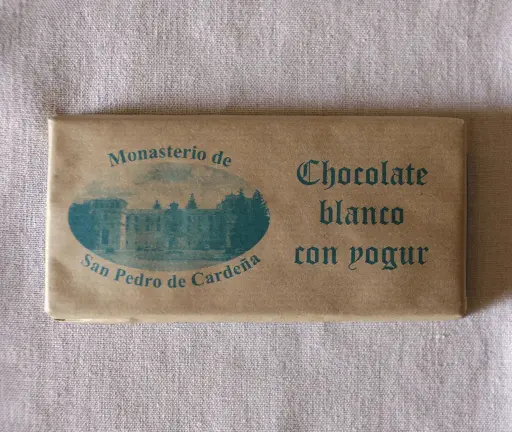 Monasterio de
San Pedro de Cardeña
Chocolate
blanco
con yogur